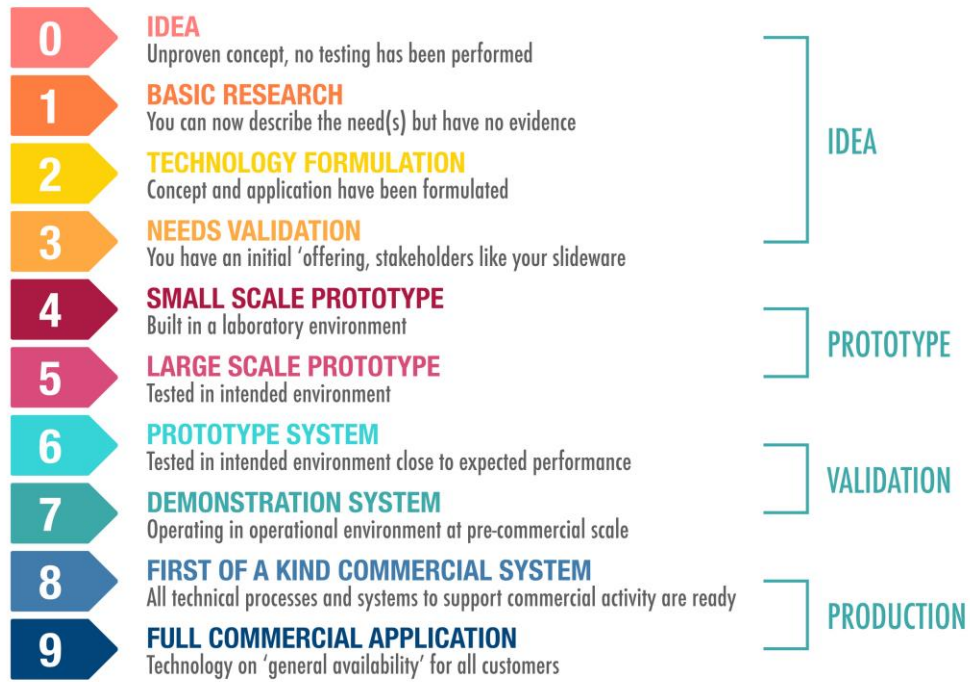 0
IDEA
Unproven concept, no testing has been performed
1
BASIC RESEARCH
You can now describe the need(s) but have no evidence
2
TECHNOLOGY FORMULATION
Concept and application have been formulated
3
NEEDS VALIDATION
You have an initial ‘offering, stakeholders like your slideware
IDEA
4
SMALL SCALE PROTOTYPE
Built in a laboratory environment
5
LARGE SCALE PROTOTYPE
Tested in intended environment
PROTOTYPE
6
PROTOTYPE SYSTEM
Tested in intended environment close to expected performance
7
DEMONSTRATION SYSTEM
Operating in operational environment at pre-commercial scale
VALIDATION
8
FIRST OF A KIND COMMERCIAL SYSTEM
All technical processes and systems to support commercial activity are ready
9
FULL COMMERCIAL APPLICATION
Technology on ‘general availability’ for all customers
PRODUCTION